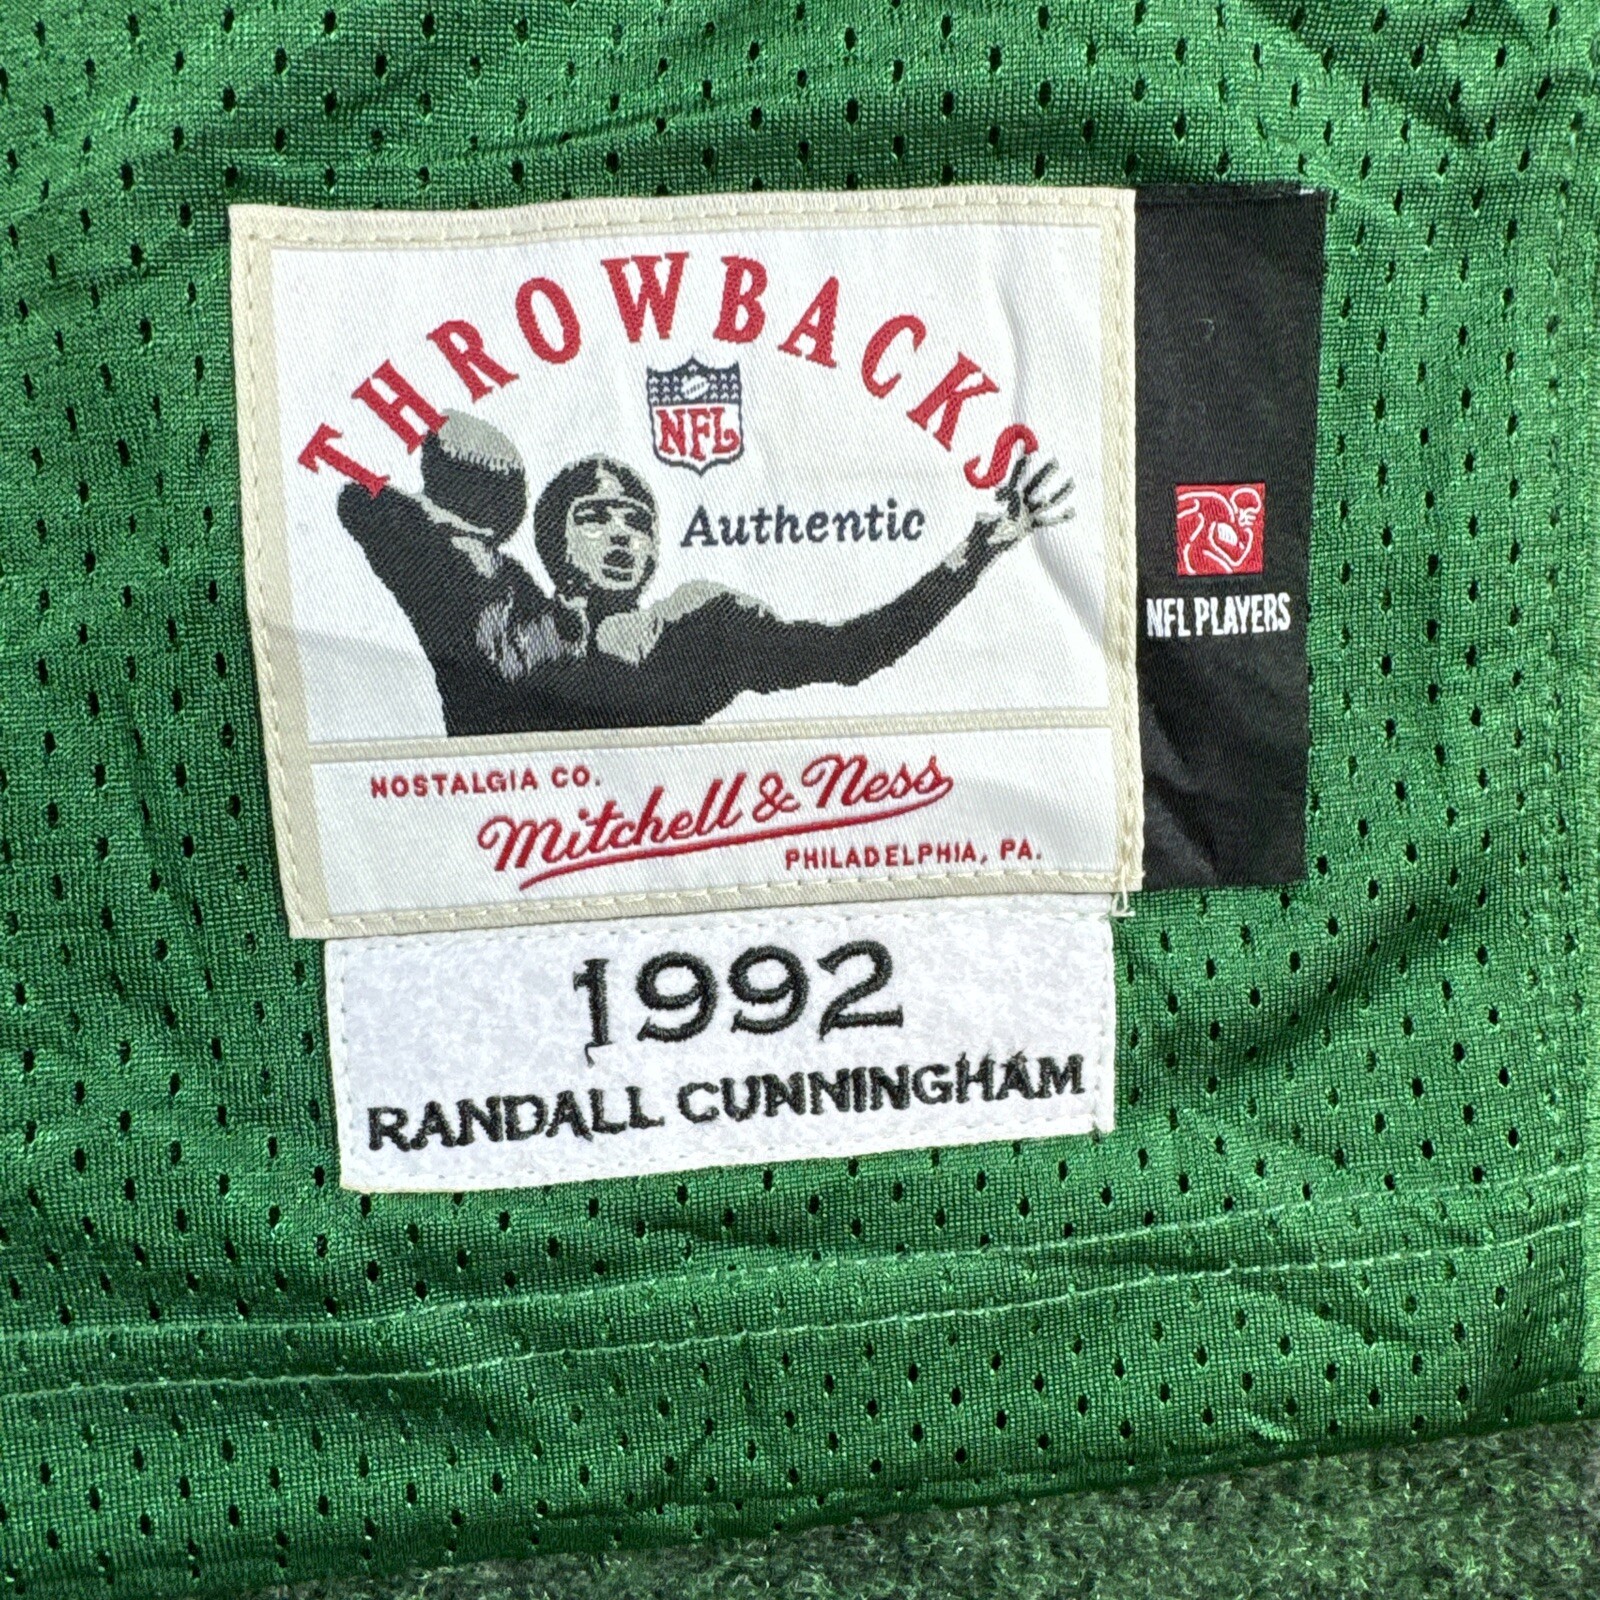 THROWBACKS
NFL
Authentic
NFL PLAYERS
NOSTALGIA CO.
Mitchell & Ness
PHILADELPHIA, PA.
1992
RANDALL CUNNINGHAM